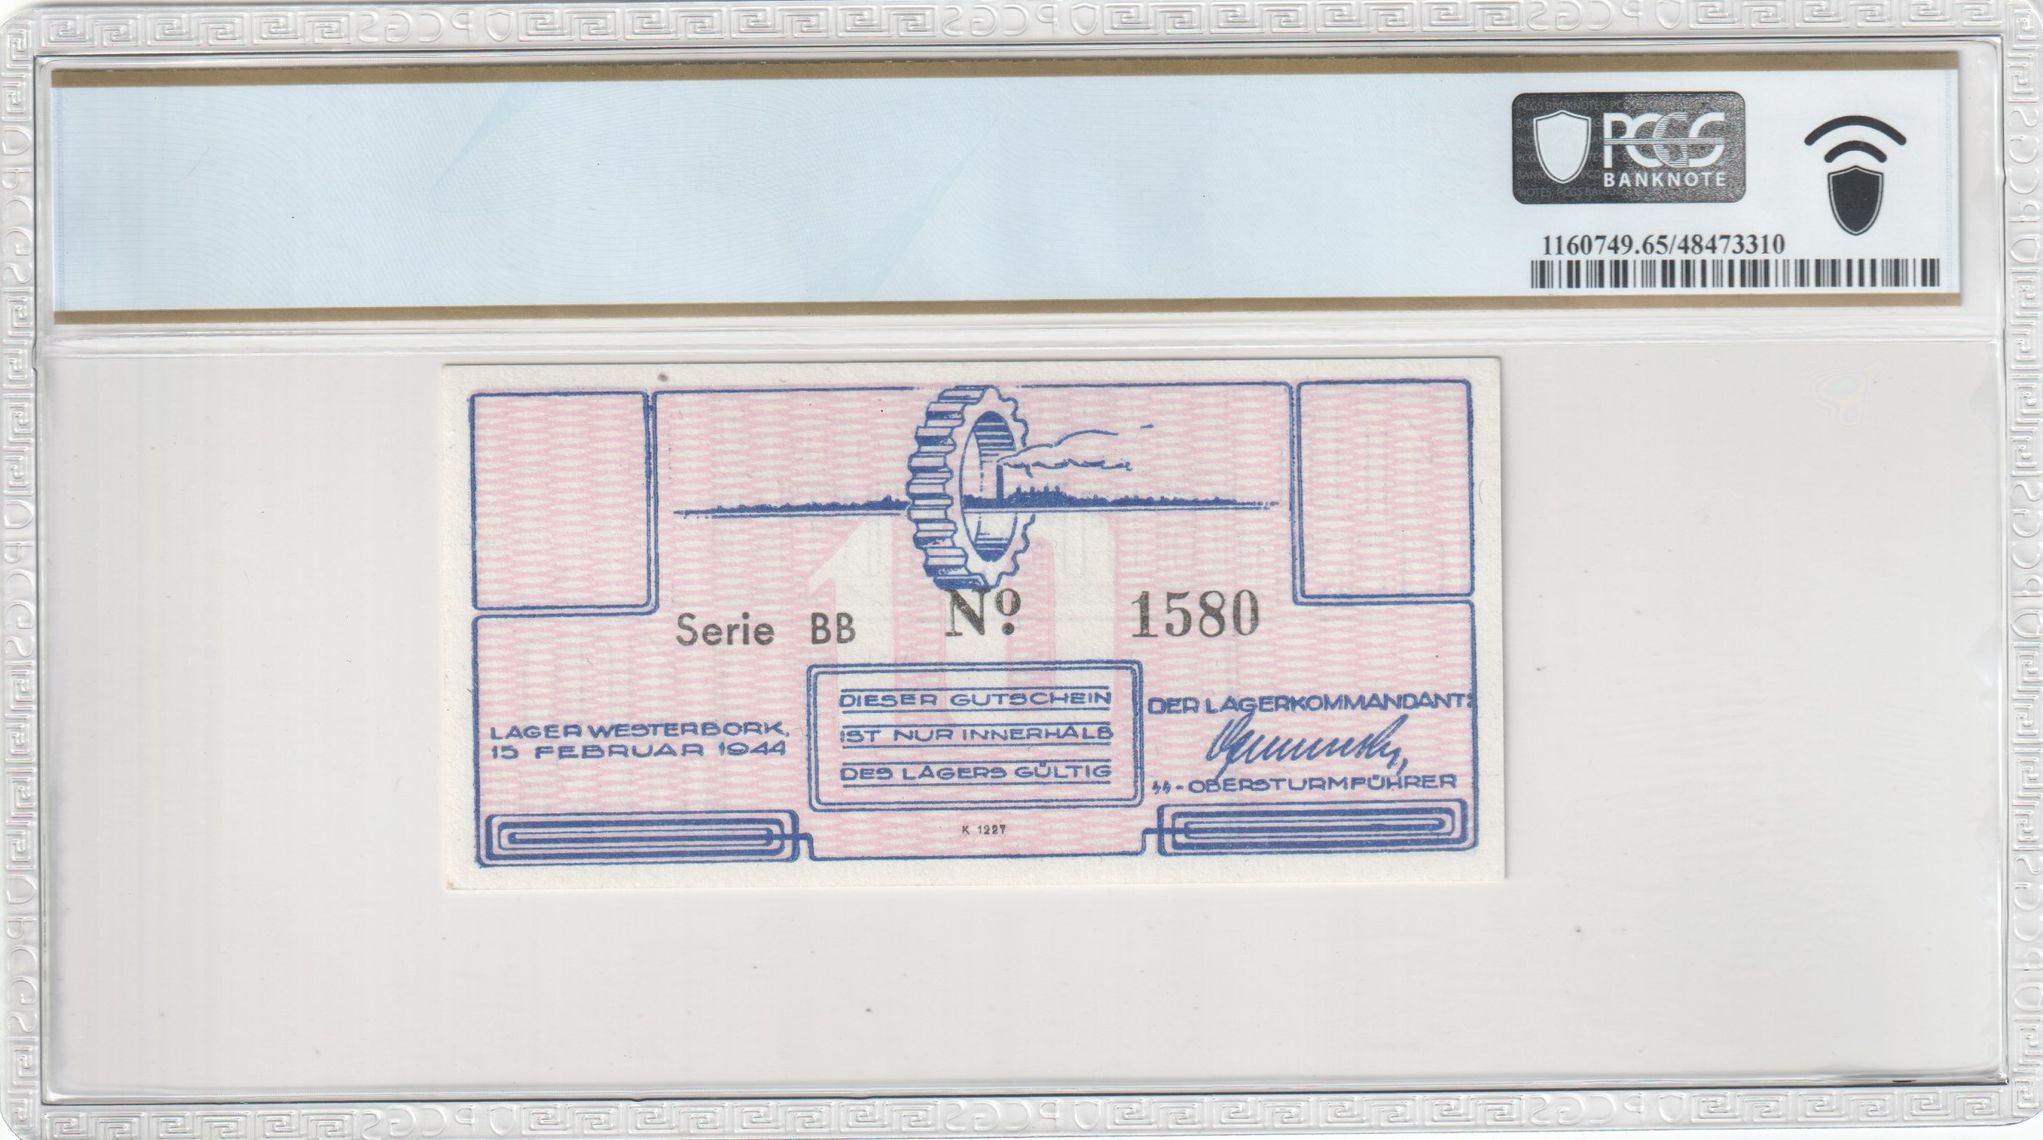 PCGS
BANKNOTE
1160749.65/48473310
10
Serie BB Nº 1580
LAGER WESTERBORK,
15 FEBRUAR 1944
DIESER GUTSCHEIN
IST NUR INNERHALB
DES LAGERS GÜLTIG
DER LAGERKOMMANDANT:
SS-OBERSTURMFÜHRER
K 1227